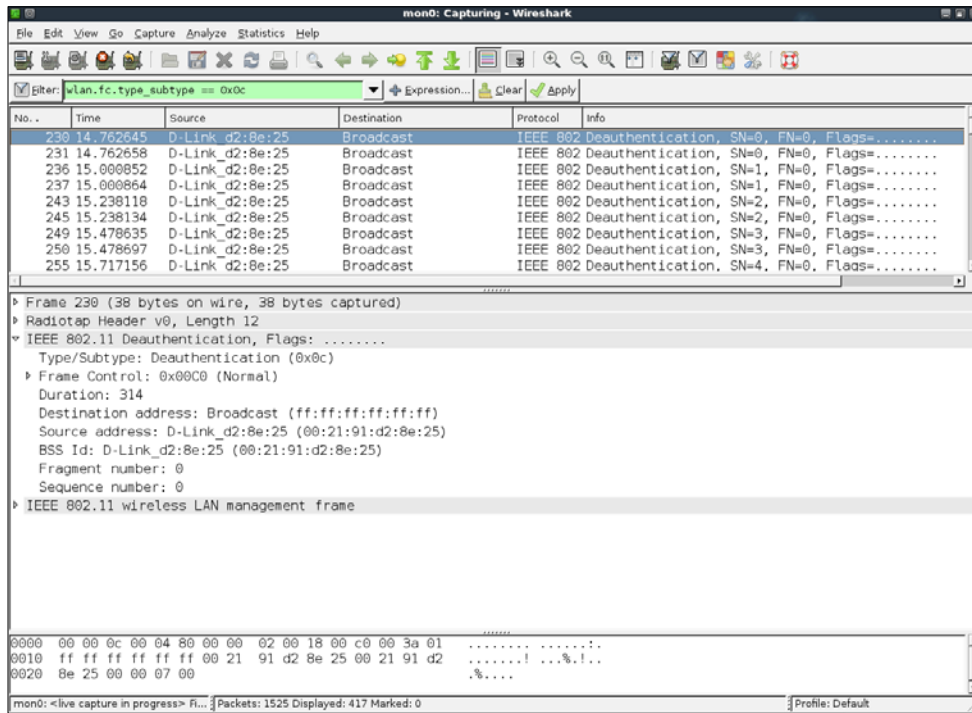 mon0: Capturing - Wireshark
File Edit View Go Capture Analyze Statistics Help
Filter: wlan.fc.type_subtype == 0x0c Expression... Clear Apply
No. . Time Source Destination Protocol Info
230 14.762645 D-Link_d2:8e:25 Broadcast IEEE 802 Deauthentication, SN=0, FN=0, Flags=........
231 14.762658 D-Link_d2:8e:25 Broadcast IEEE 802 Deauthentication, SN=0, FN=0, Flags=........
236 15.000852 D-Link_d2:8e:25 Broadcast IEEE 802 Deauthentication, SN=1, FN=0, Flags=........
237 15.000864 D-Link_d2:8e:25 Broadcast IEEE 802 Deauthentication, SN=1, FN=0, Flags=........
243 15.238118 D-Link_d2:8e:25 Broadcast IEEE 802 Deauthentication, SN=2, FN=0, Flags=........
245 15.238134 D-Link_d2:8e:25 Broadcast IEEE 802 Deauthentication, SN=2, FN=0, Flags=........
249 15.478635 D-Link_d2:8e:25 Broadcast IEEE 802 Deauthentication, SN=3, FN=0, Flags=........
250 15.478697 D-Link_d2:8e:25 Broadcast IEEE 802 Deauthentication, SN=3, FN=0, Flags=........
255 15.717156 D-Link_d2:8e:25 Broadcast IEEE 802 Deauthentication, SN=4, FN=0, Flags=........
Frame 230 (38 bytes on wire, 38 bytes captured)
Radiotap Header v0, Length 12
IEEE 802.11 Deauthentication, Flags: ........
Type/Subtype: Deauthentication (0x0c)
Frame Control: 0x00C0 (Normal)
Duration: 314
Destination address: Broadcast (ff:ff:ff:ff:ff:ff)
Source address: D-Link_d2:8e:25 (00:21:91:d2:8e:25)
BSS Id: D-Link_d2:8e:25 (00:21:91:d2:8e:25)
Fragment number: 0
Sequence number: 0
IEEE 802.11 wireless LAN management frame
0000 00 00 0c 00 04 80 00 00 02 00 18 00 c0 00 3a 01 ........ ......:.
0010 ff ff ff ff ff ff 00 21 91 d2 8e 25 00 21 91 d2 .......! ...%.!..
0020 8e 25 00 00 07 00 .%....
mon0: <live capture in progress> Fi... Packets: 1525 Displayed: 417 Marked: 0 Profile: Default